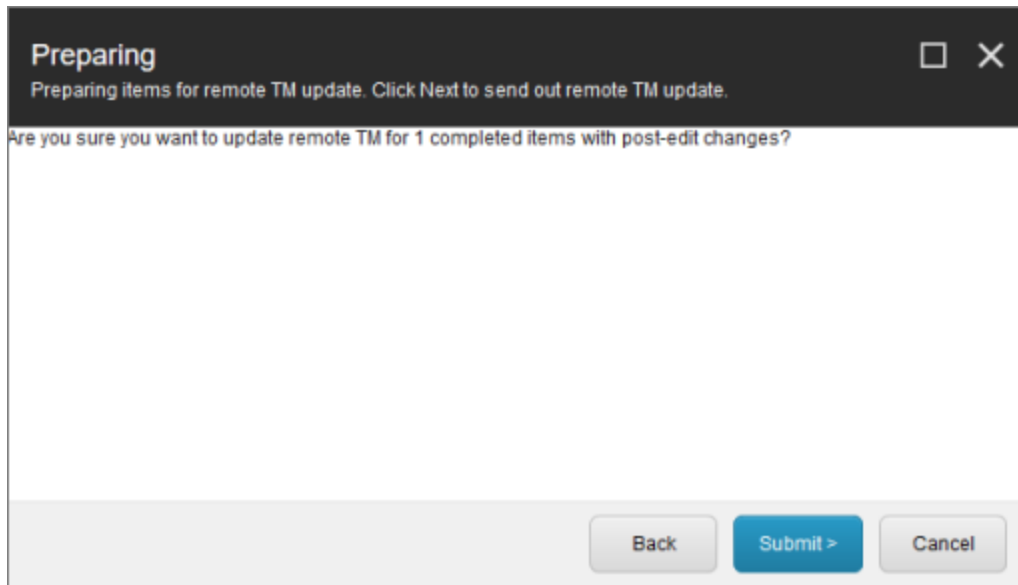 Preparing
Preparing items for remote TM update. Click Next to send out remote TM update.
Are you sure you want to update remote TM for 1 completed items with post-edit changes?
Back
Submit >
Cancel